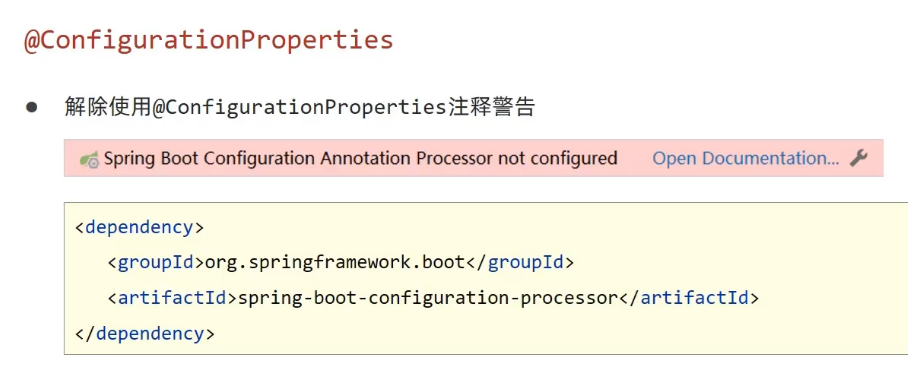 @ConfigurationProperties
● 解除使用@ConfigurationProperties注释警告
Spring Boot Configuration Annotation Processor not configured Open Documentation...
<dependency>
<groupId>org.springframework.boot</groupId>
<artifactId>spring-boot-configuration-processor</artifactId>
</dependency>